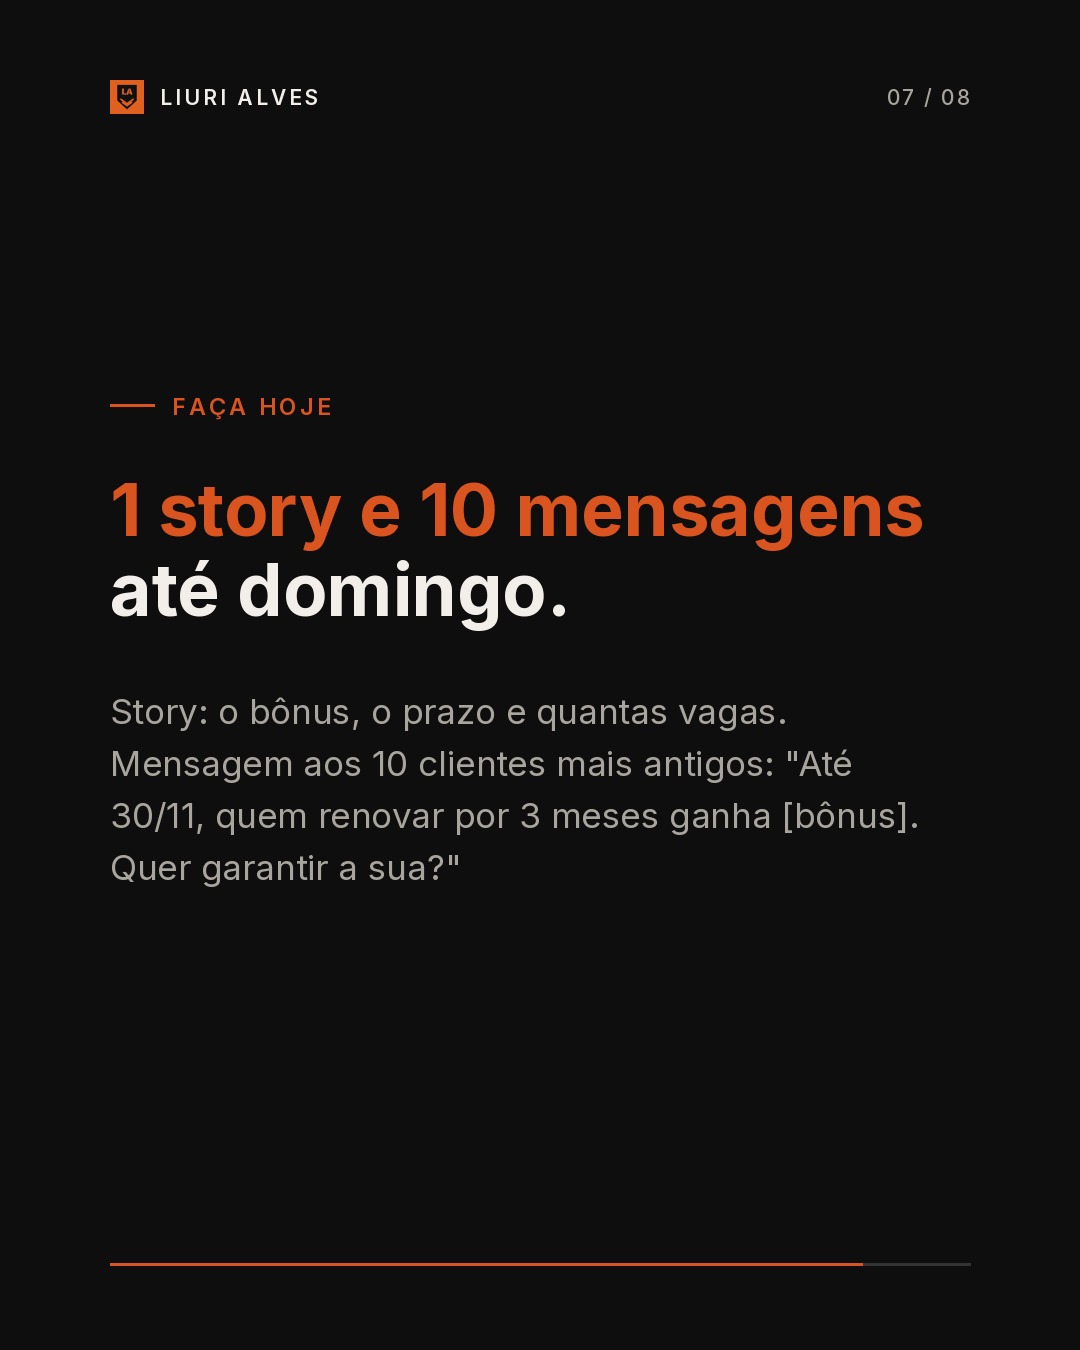 LA
LIURI ALVES
07 / 08
FAÇA HOJE
1 story e 10 mensagens
até domingo.
Story: o bônus, o prazo e quantas vagas.
Mensagem aos 10 clientes mais antigos: "Até
30/11, quem renovar por 3 meses ganha [bônus].
Quer garantir a sua?"